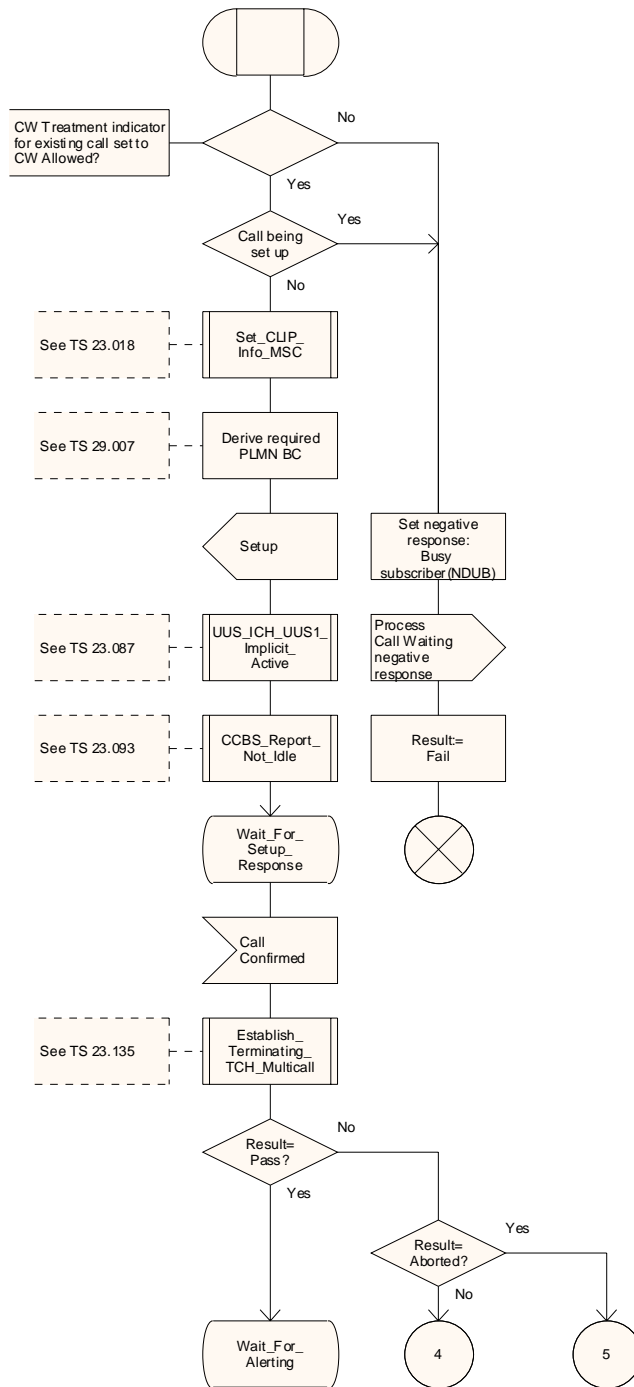 CW Treatment indicator
for existing call set to
CW Allowed?
No
Yes
Call being
set up
Yes
No
See TS 23.018
Set_CLIP_
Info_MSC
See TS 29.007
Derive required
PLMN BC
Setup
Set negative
response:
Busy
subscriber(NDUB)
See TS 23.087
UUS_ICH_UUS1_
Implicit_
Active
Process
Call Waiting
negative
response
See TS 23.093
CCBS_Report_
Not_Idle
Result:=
Fail
Wait_For_
Setup_
Response
Call
Confirmed
See TS 23.135
Establish_
Terminating_
TCH_Multicall
Result=
Pass?
No
Yes
Result=
Aborted?
Yes
No
Wait_For_
Alerting
4
5